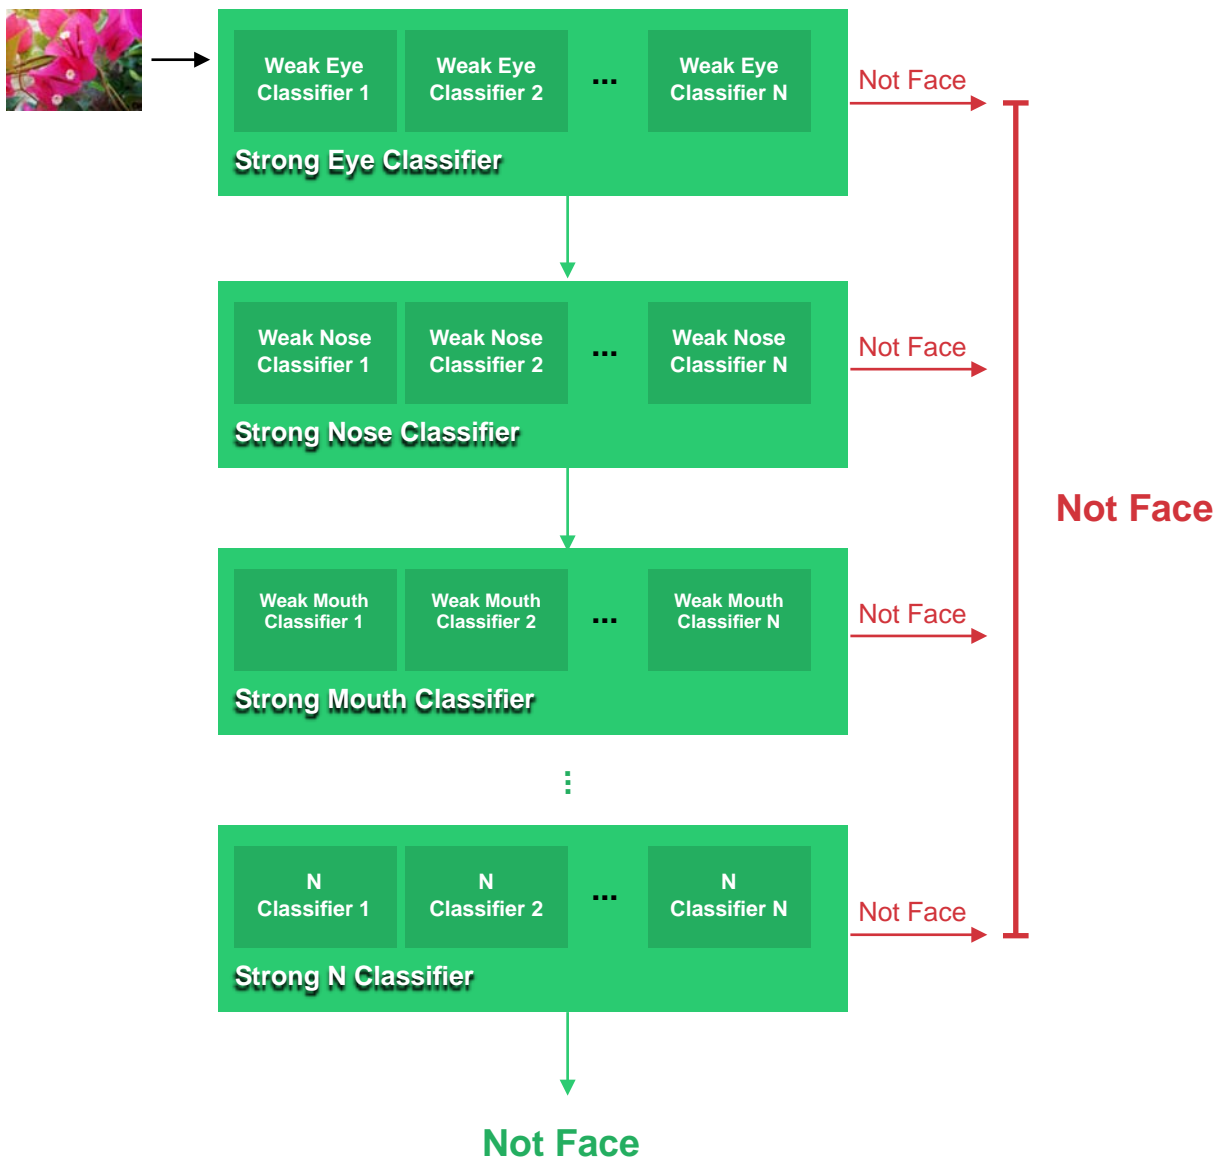 Weak Eye
Classifier 1
Weak Eye
Classifier 2
...
Weak Eye
Classifier N
Not Face
Strong Eye Classifier
Weak Nose
Classifier 1
Weak Nose
Classifier 2
...
Weak Nose
Classifier N
Not Face
Strong Nose Classifier
Not Face
Weak Mouth
Classifier 1
Weak Mouth
Classifier 2
...
Weak Mouth
Classifier N
Not Face
Strong Mouth Classifier
...
N
Classifier 1
N
Classifier 2
...
N
Classifier N
Not Face
Strong N Classifier
Not Face